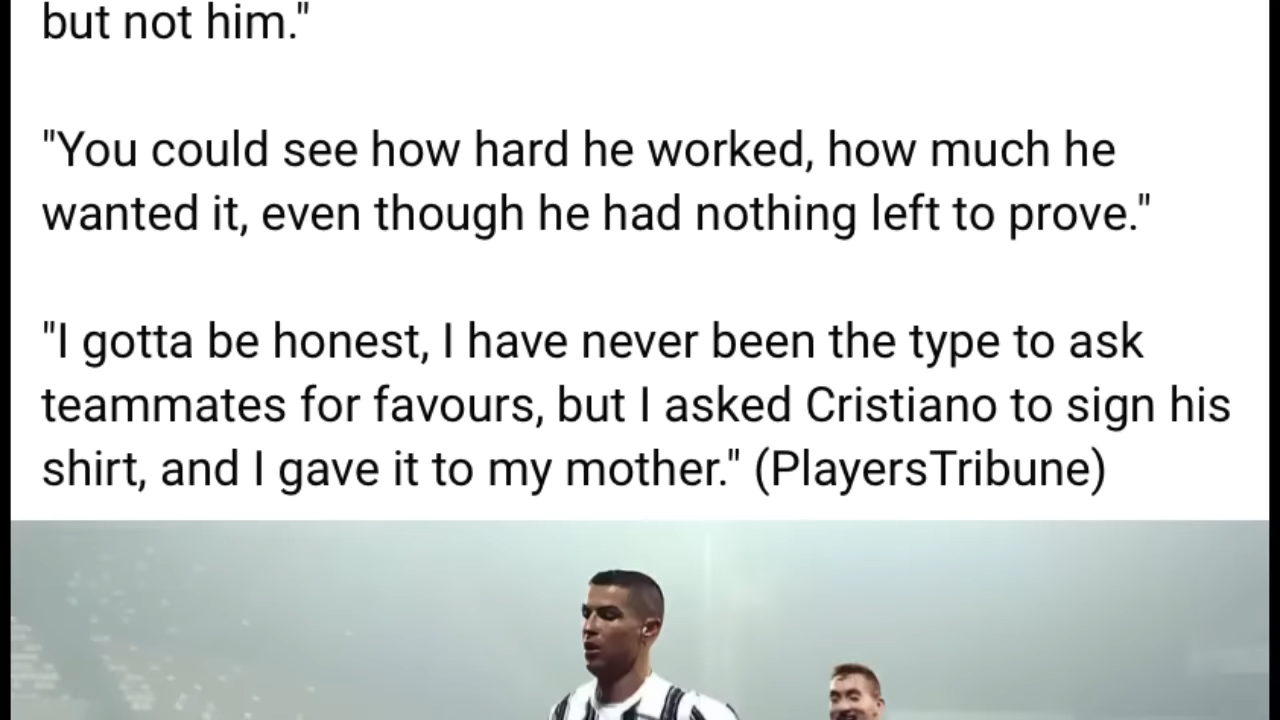 but not him."
"You could see how hard he worked, how much he
wanted it, even though he had nothing left to prove."
"I gotta be honest, I have never been the type to ask
teammates for favours, but I asked Cristiano to sign his
shirt, and I gave it to my mother." (PlayersTribune)